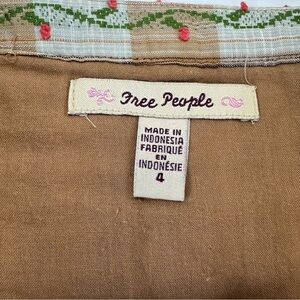 Free People
MADE IN
INDONESIA
FABRIQUÉ
EN
INDONÉSIE
4